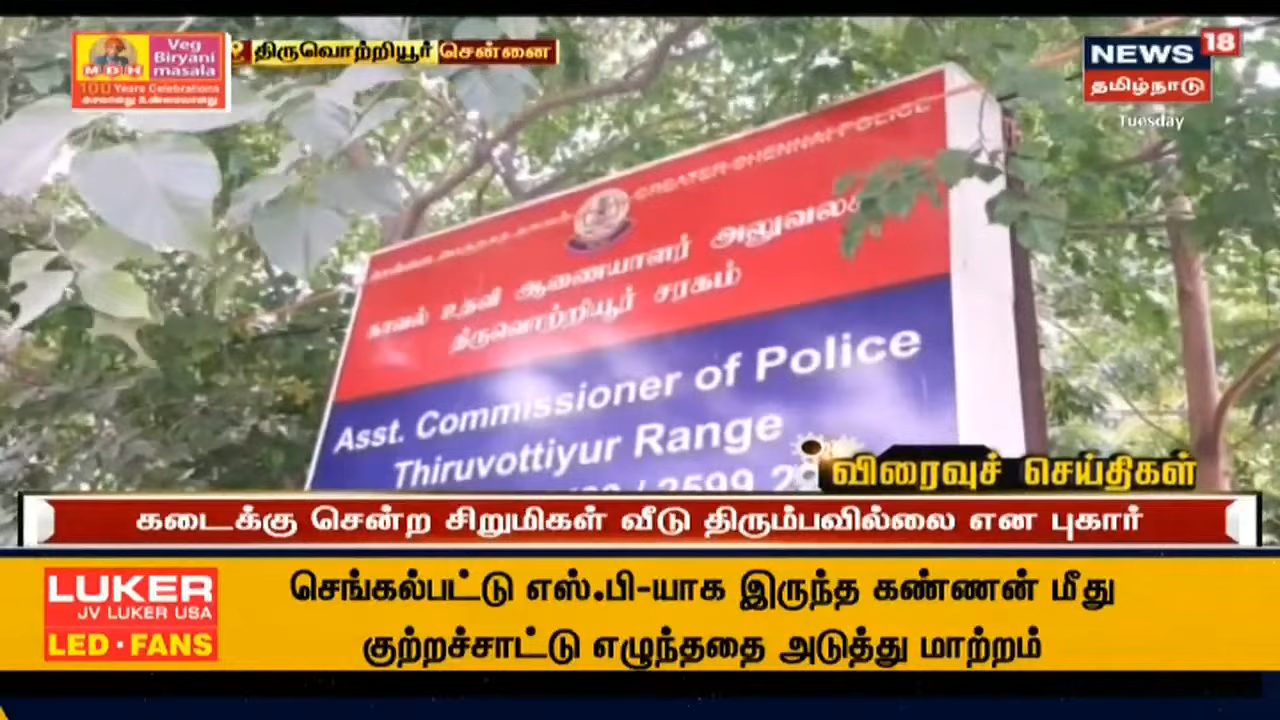 Veg
Biryani
masala
MDH
100 Years Celebrations
திருவொற்றியூர் சென்னை
NEWS 18
தமிழ்நாடு
Tuesday
GREATER CHENNAI POLICE
காவல் உதவி ஆணையாளர் அலுவலக
திருவொற்றியூர் சரகம்
Asst. Commissioner of Police
Thiruvottiyur Range
2599
விரைவுச் செய்திகள்
கடைக்கு சென்ற சிறுமிகள் வீடு திரும்பவில்லை என புகார்
LUKER
JV LUKER USA
LED · FANS
செங்கல்பட்டு எஸ்.பி-யாக இருந்த கண்ணன் மீது
குற்றச்சாட்டு எழுந்ததை அடுத்து மாற்றம்